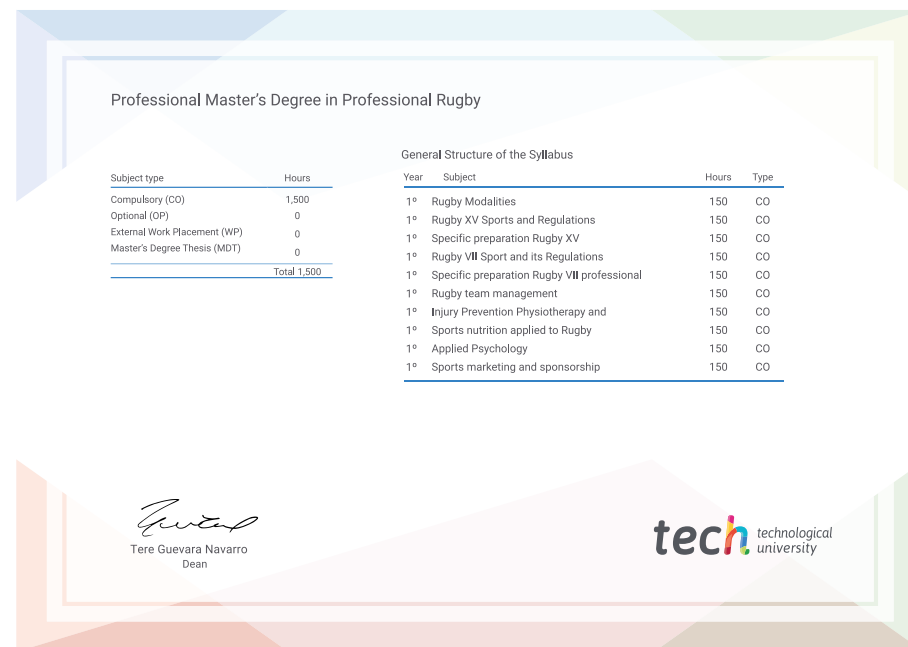 Professional Master's Degree in Professional Rugby
Subject type Hours
Compulsory (CO) 1,500
Optional (OP) 0
External Work Placement (WP) 0
Master's Degree Thesis (MDT) 0
Total 1,500
General Structure of the Syllabus
Year Subject Hours Type
1º Rugby Modalities 150 CO
1º Rugby XV Sports and Regulations 150 CO
1º Specific preparation Rugby XV 150 CO
1º Rugby VII Sport and its Regulations 150 CO
1º Specific preparation Rugby VII professional 150 CO
1º Rugby team management 150 CO
1º Injury Prevention Physiotherapy and 150 CO
1º Sports nutrition applied to Rugby 150 CO
1º Applied Psychology 150 CO
1º Sports marketing and sponsorship 150 CO
Tere Guevara Navarro
Dean
tech technological
university